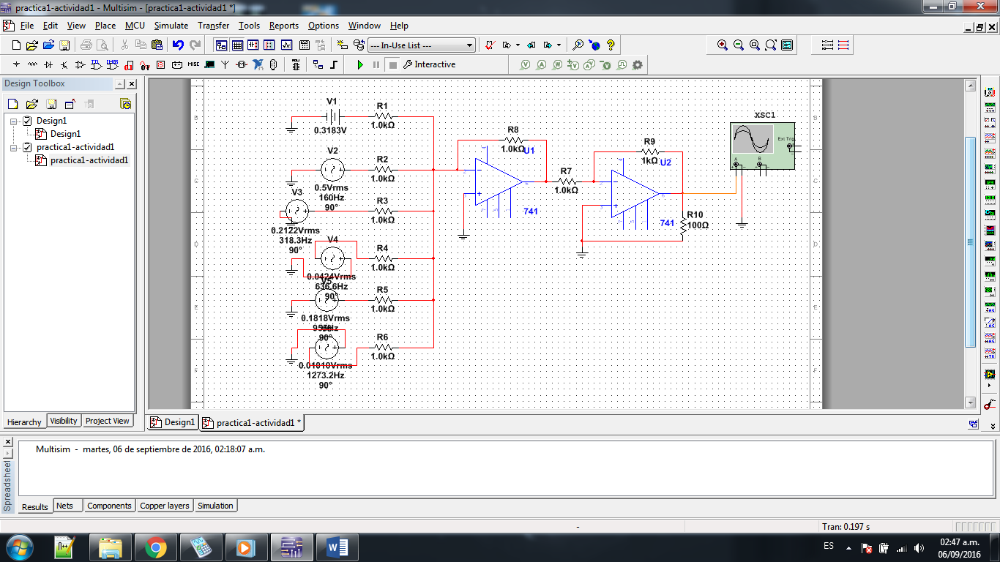 practica1-actividad1 - Multisim - [practica1-actividad1 *]
File Edit View Place MCU Simulate Transfer Tools Reports Options Window Help
--- In-Use List ---
Interactive
Design Toolbox
Design1
Design1
practica1-actividad1
practica1-actividad1
Hierarchy Visibility Project View
V1
0.3183V
R1
1.0kΩ
V2
0.5Vrms
160Hz
90°
R2
1.0kΩ
V3
0.2122Vrms
318.3Hz
90°
R3
1.0kΩ
V4
0.0424Vrms
636.6Hz
90°
R4
1.0kΩ
V5
0.1818Vrms
90°
R5
1.0kΩ
0.01010Vrms
1273.2Hz
90°
R6
1.0kΩ
R8
1.0kΩ
U1
741
R7
1.0kΩ
R9
1kΩ
U2
741
R10
100Ω
XSC1
Ext Trig
A
B
Design1 practica1-actividad1 *
Spreadsheet
Multisim - martes, 06 de septiembre de 2016, 02:18:07 a.m.
Results Nets Components Copper layers Simulation
-
Tran: 0.197 s
ES
02:47 a.m.
06/09/2016